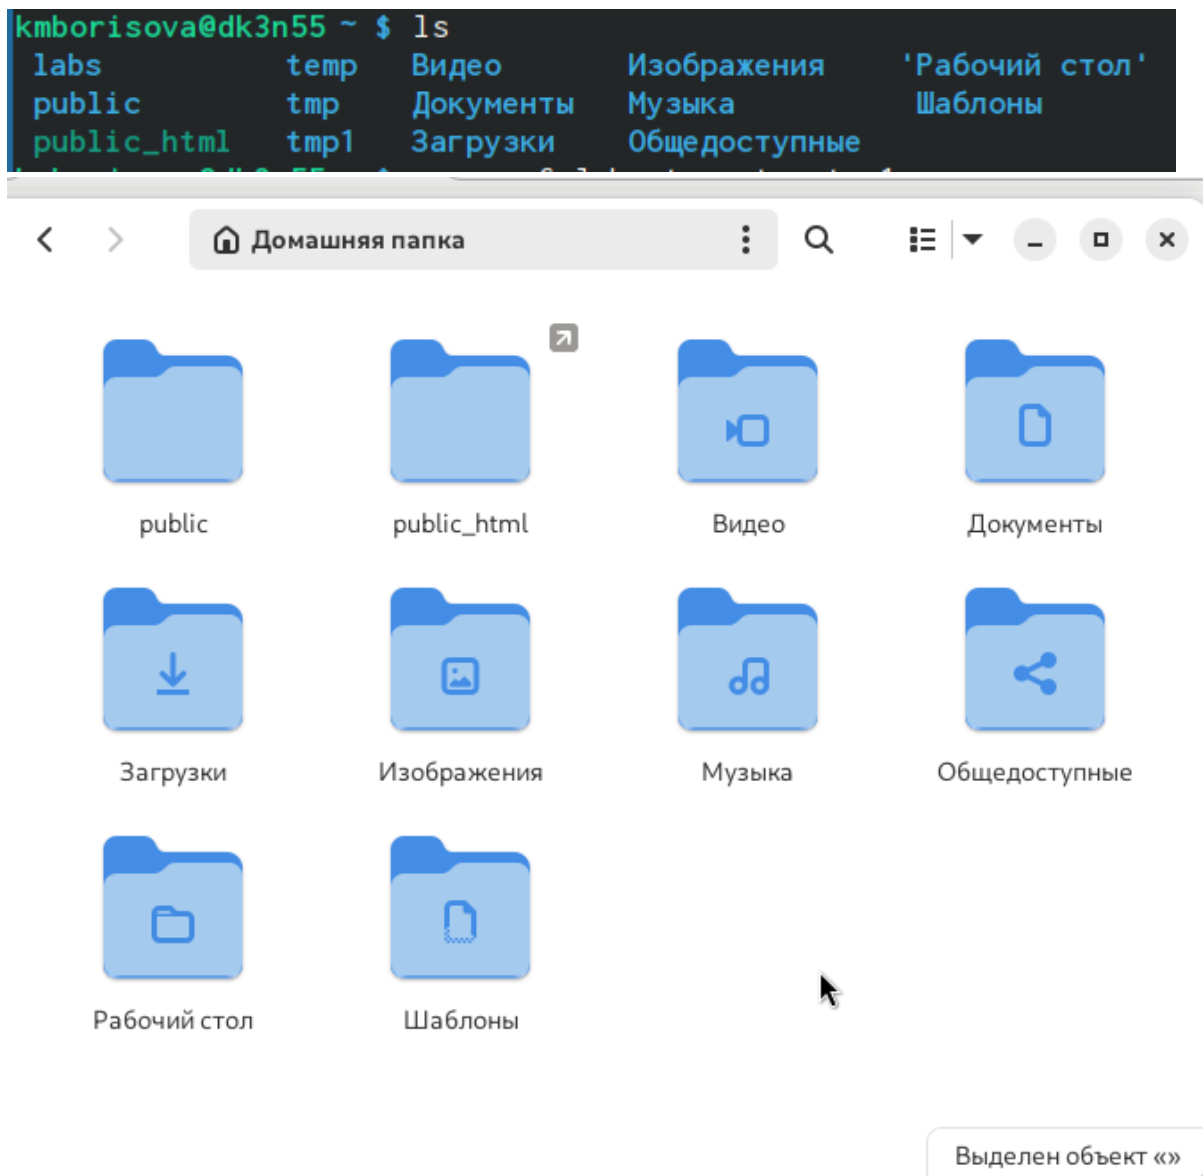 kmborisova@dk3n55 ~ $ ls
labs temp Видео Изображения 'Рабочий стол'
public tmp Документы Музыка Шаблоны
public_html tmp1 Загрузки Общедоступные
Домашняя папка
public public_html Видео Документы
Загрузки Изображения Музыка Общедоступные
Рабочий стол Шаблоны
Выделен объект «»